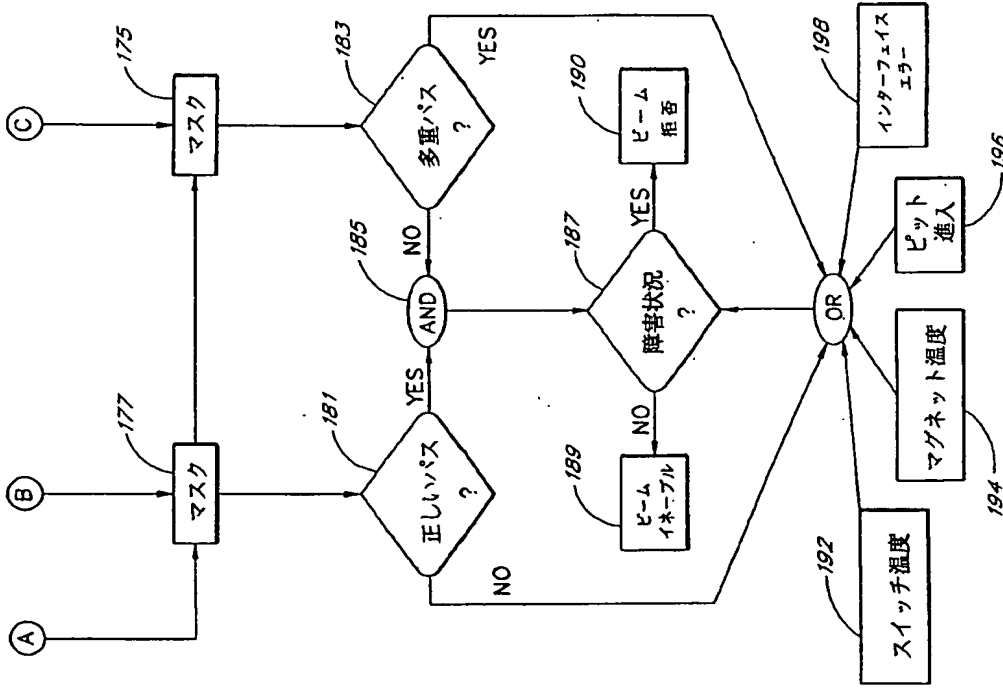 A
B
C
177
マスク
175
マスク
181
正しいパス
?
183
多重パス
?
YES
NO
185
AND
YES
NO
187
障害状況
?
NO
YES
189
ビーム
イネーブル
190
ビーム
拒否
OR
192
スイッチ温度
マグネット温度
194
ピット
進入
196
インターフェイス
エラー
198